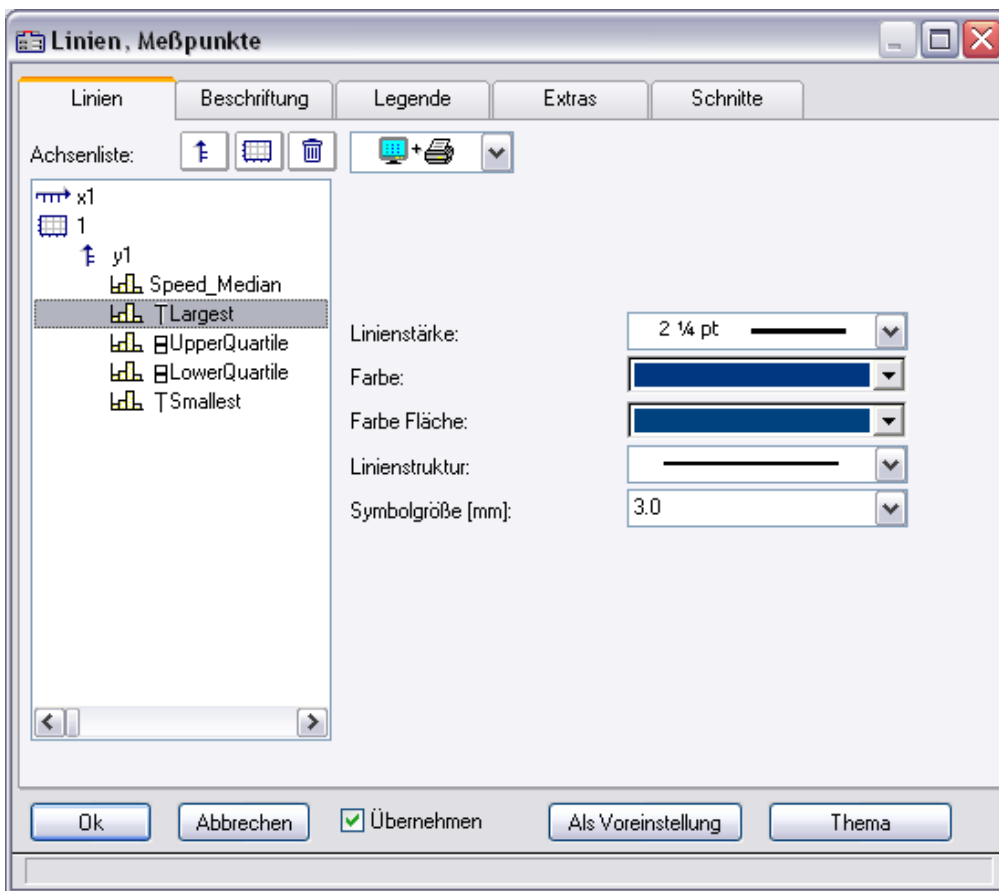 Linien, Meßpunkte
Linien Beschriftung Legende Extras Schnitte
Achsenliste:
x1
1
y1
Speed_Median
Largest
UpperQuartile
LowerQuartile
Smallest
Linienstärke: 2 ¼ pt
Farbe:
Farbe Fläche:
Linienstruktur:
Symbolgröße [mm]: 3.0
Ok Abbrechen Übernehmen Als Voreinstellung Thema